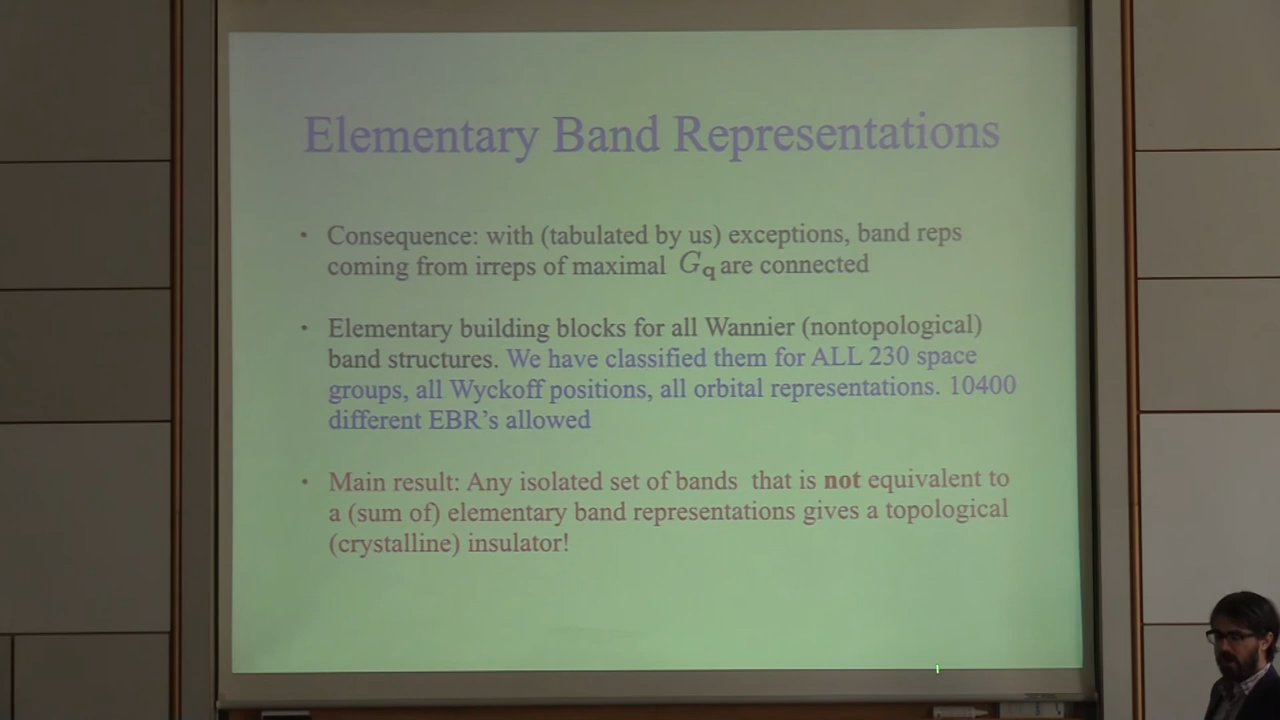 Elementary Band Representations
• Consequence: with (tabulated by us) exceptions, band reps
coming from irreps of maximal G_q are connected
• Elementary building blocks for all Wannier (nontopological)
band structures. We have classified them for ALL 230 space
groups, all Wyckoff positions, all orbital representations. 10400
different EBR's allowed
• Main result: Any isolated set of bands that is not equivalent to
a (sum of) elementary band representations gives a topological
(crystalline) insulator!